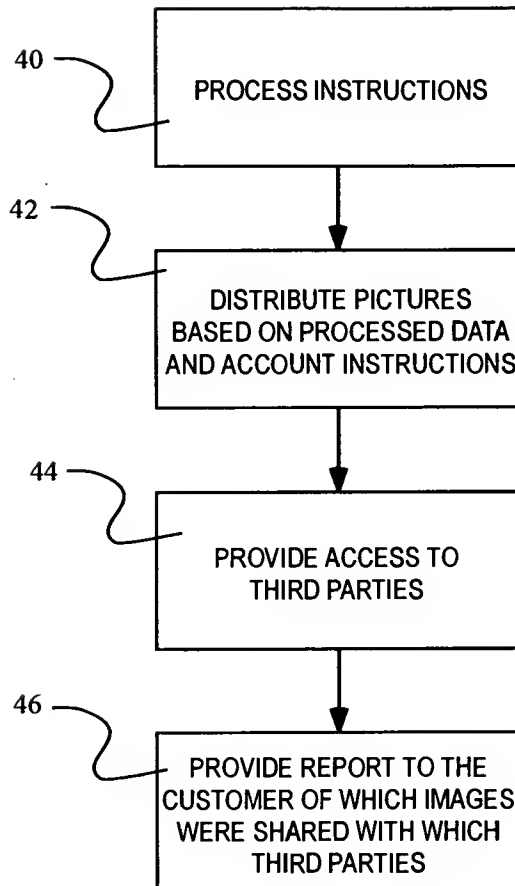 40
PROCESS INSTRUCTIONS
42
DISTRIBUTE PICTURES
BASED ON PROCESSED DATA
AND ACCOUNT INSTRUCTIONS
44
PROVIDE ACCESS TO
THIRD PARTIES
46
PROVIDE REPORT TO THE
CUSTOMER OF WHICH IMAGES
WERE SHARED WITH WHICH
THIRD PARTIES